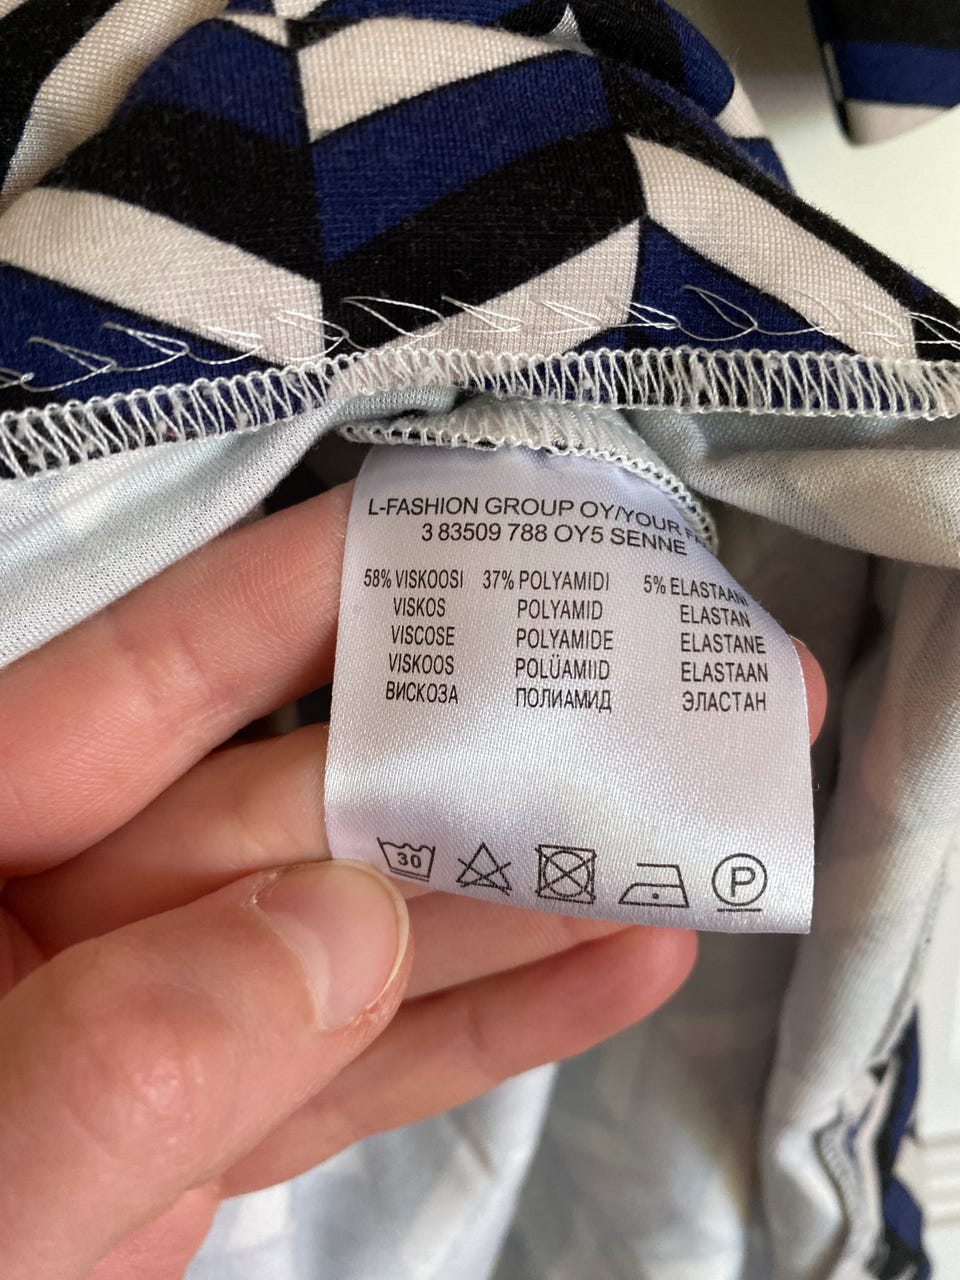 L-FASHION GROUP OY/YOUR
3 83509 788 OY5 SENNE
58% VISKOOSI 37% POLYAMIDI 5% ELASTAANI
VISKOS POLYAMID ELASTAN
VISCOSE POLYAMIDE ELASTANE
VISKOOS POLÜAMIID ELASTAAN
ВИСКОЗА ПОЛИАМИД ЭЛАСТАН
30 P